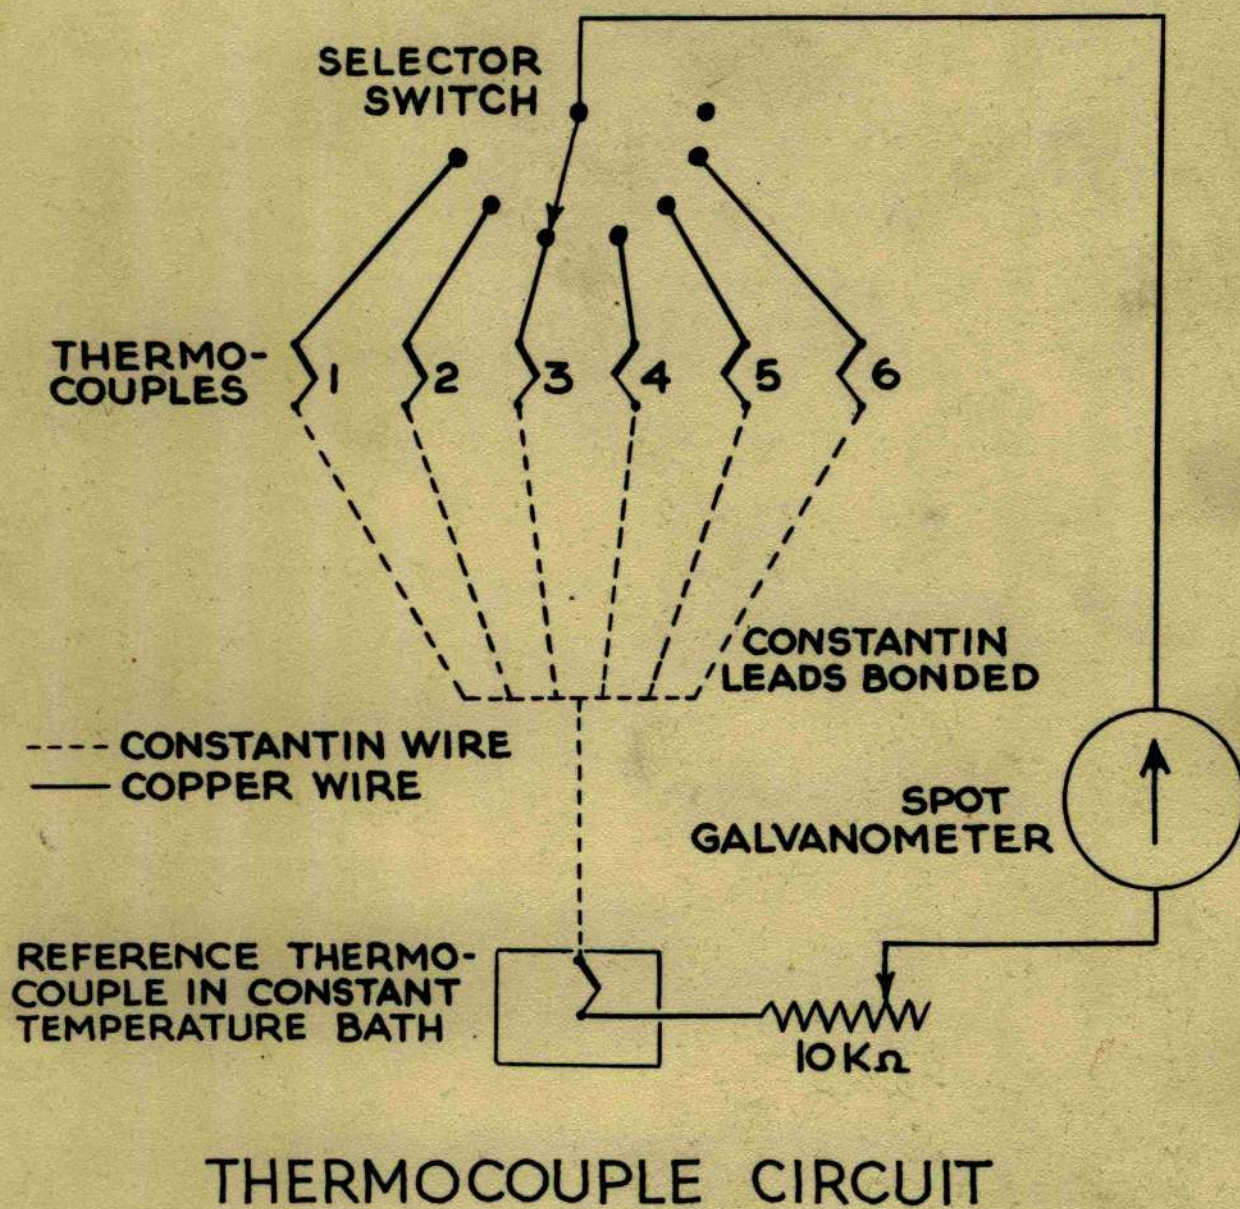 SELECTOR
SWITCH
THERMO-
COUPLES
1 2 3 4 5 6
CONSTANTIN
LEADS BONDED
---- CONSTANTIN WIRE
—— COPPER WIRE
SPOT
GALVANOMETER
REFERENCE THERMO-
COUPLE IN CONSTANT
TEMPERATURE BATH
10KΩ
THERMOCOUPLE CIRCUIT